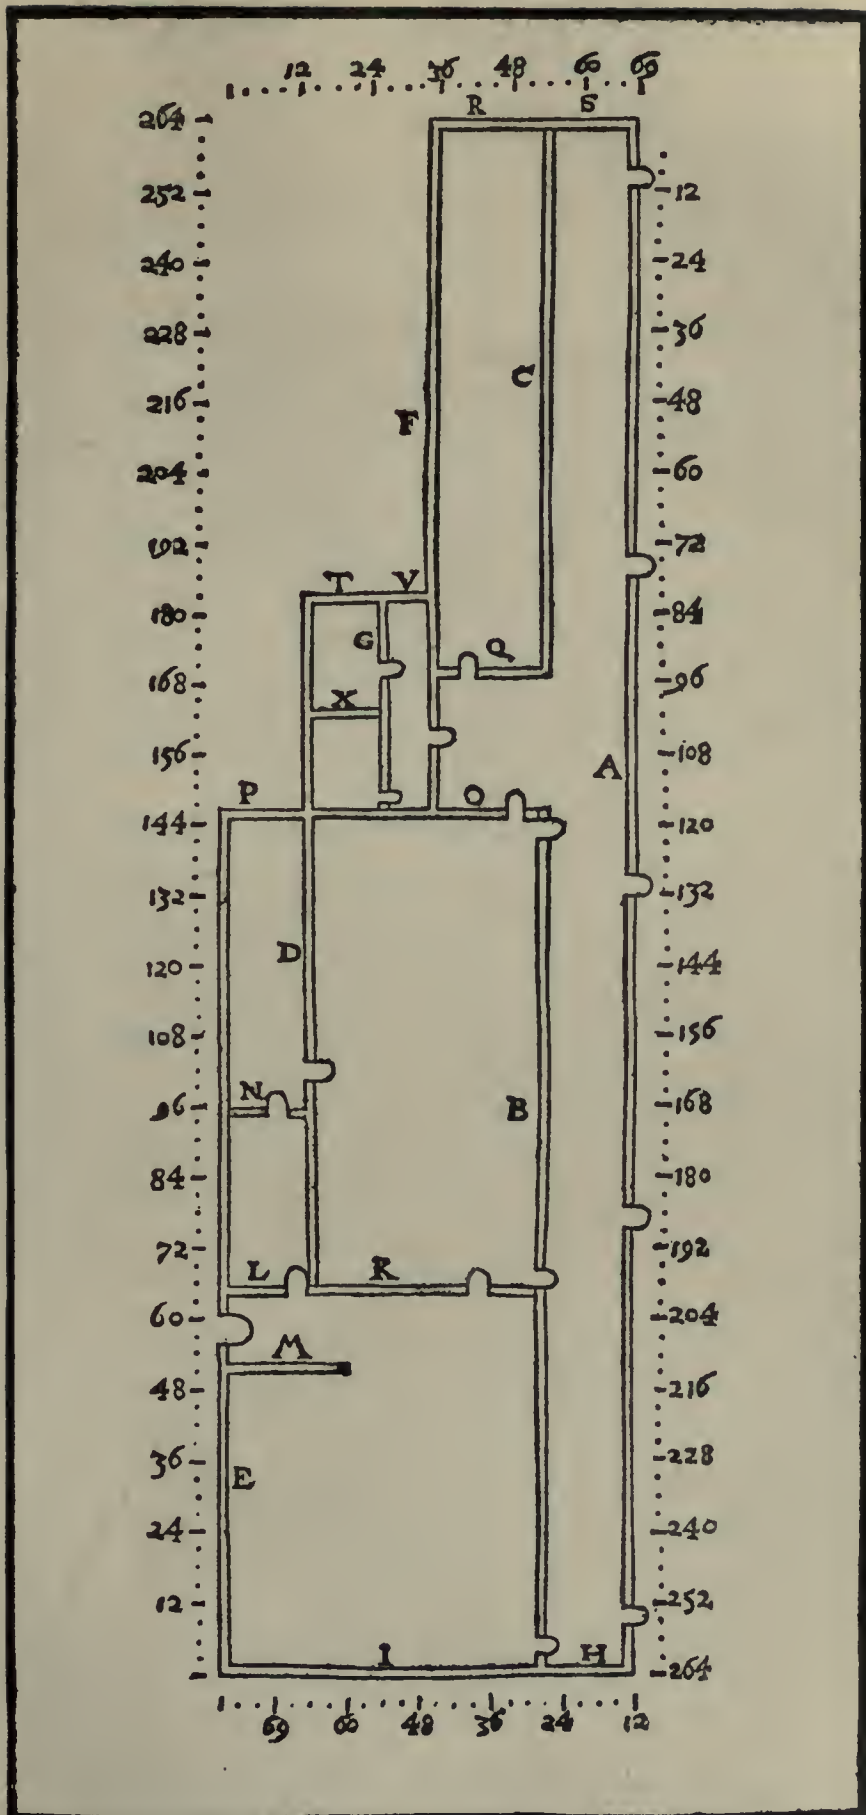 12 24 36 48 60 69
R S
264
252 12
240 24
228 36
C
216 48
F
204 60
192 72
T V
180 84
G Q
168 96
X
156 108
A
P O
144 120
132 132
D
120 144
108 156
N
96 168
B
84 180
72 192
L K
60 204
M
48 216
36 228
E
24 240
12 252
I H
264
69 60 48 36 24 12